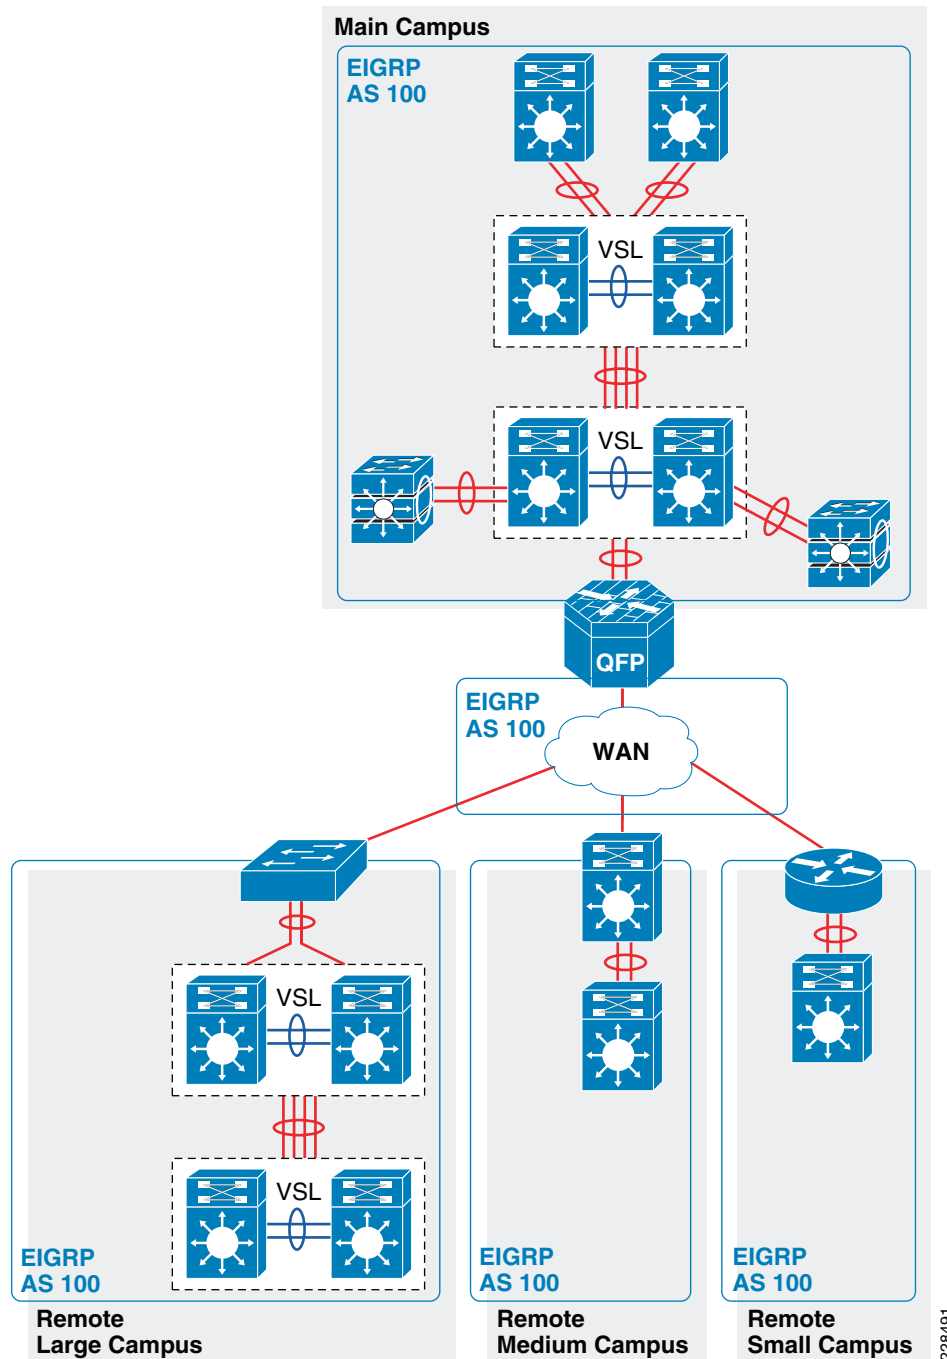 Main Campus
EIGRP
AS 100
VSL
VSL
QFP
EIGRP
AS 100
WAN
VSL
VSL
EIGRP
AS 100
EIGRP
AS 100
EIGRP
AS 100
Remote
Large Campus
Remote
Medium Campus
Remote
Small Campus
228491